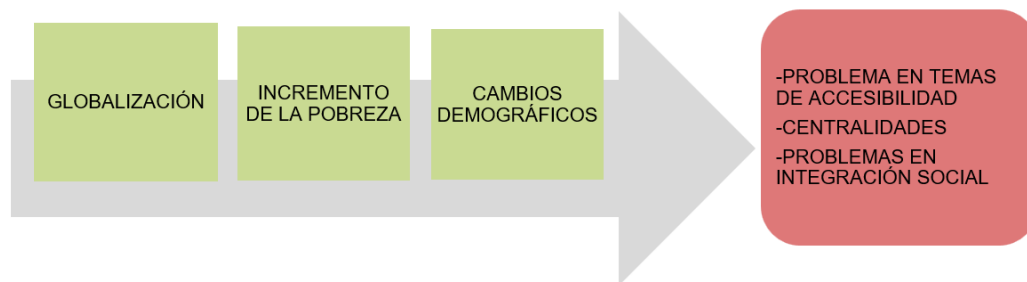 GLOBALIZACIÓN
INCREMENTO
DE LA POBREZA
CAMBIOS
DEMOGRÁFICOS
-PROBLEMA EN TEMAS
DE ACCESIBILIDAD
-CENTRALIDADES
-PROBLEMAS EN
INTEGRACIÓN SOCIAL